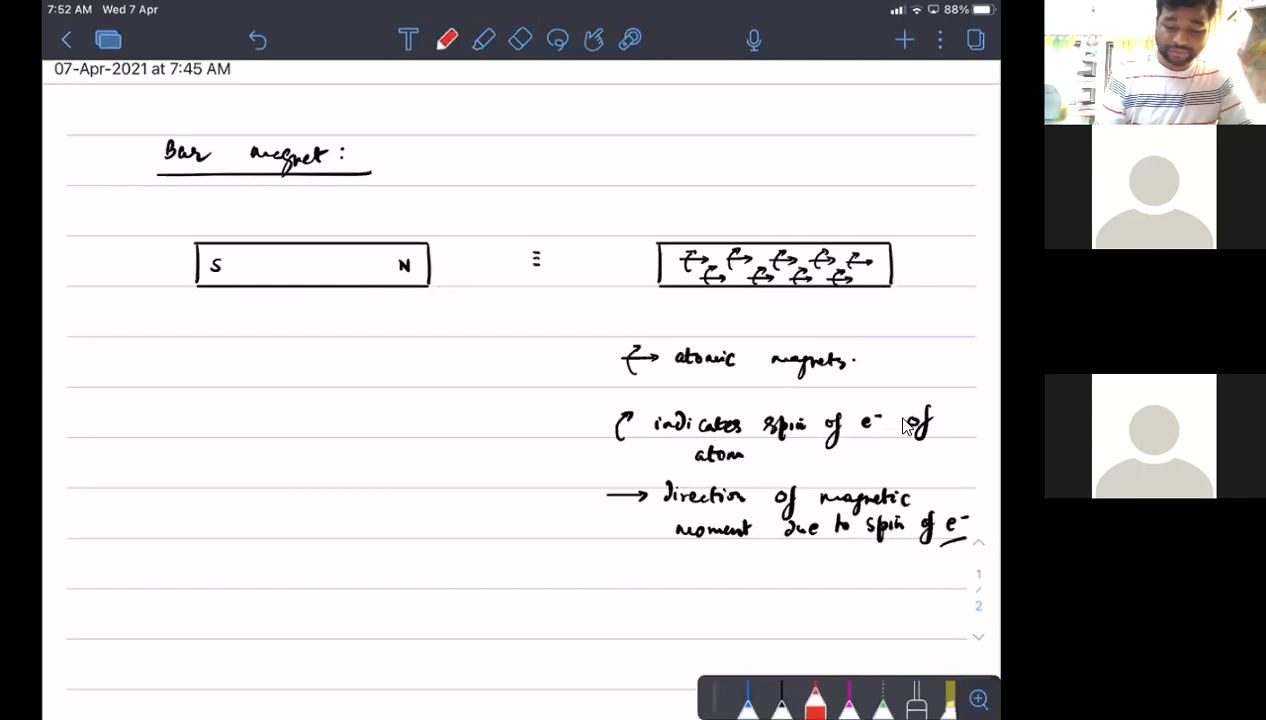 7:52 AM Wed 7 Apr
88%
07-Apr-2021 at 7:45 AM
Bar magnet :
S N ≡
atomic magnets.
indicates spin of e⁻ of
atom
→ direction of magnetic
moment due to spin of e⁻
1
/
2